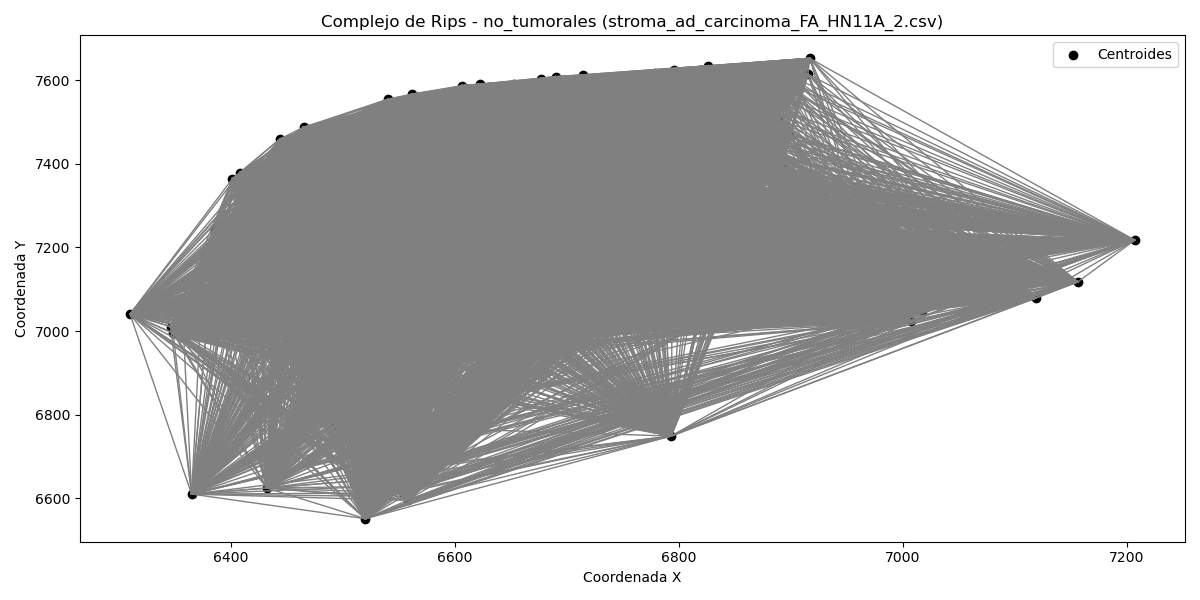 Complejo de Rips - no_tumorales (stroma_ad_carcinoma_FA_HN11A_2.csv)
Centroides
7600
7400
7200
7000
6800
6600
Coordenada Y
6400 6600 6800 7000 7200
Coordenada X